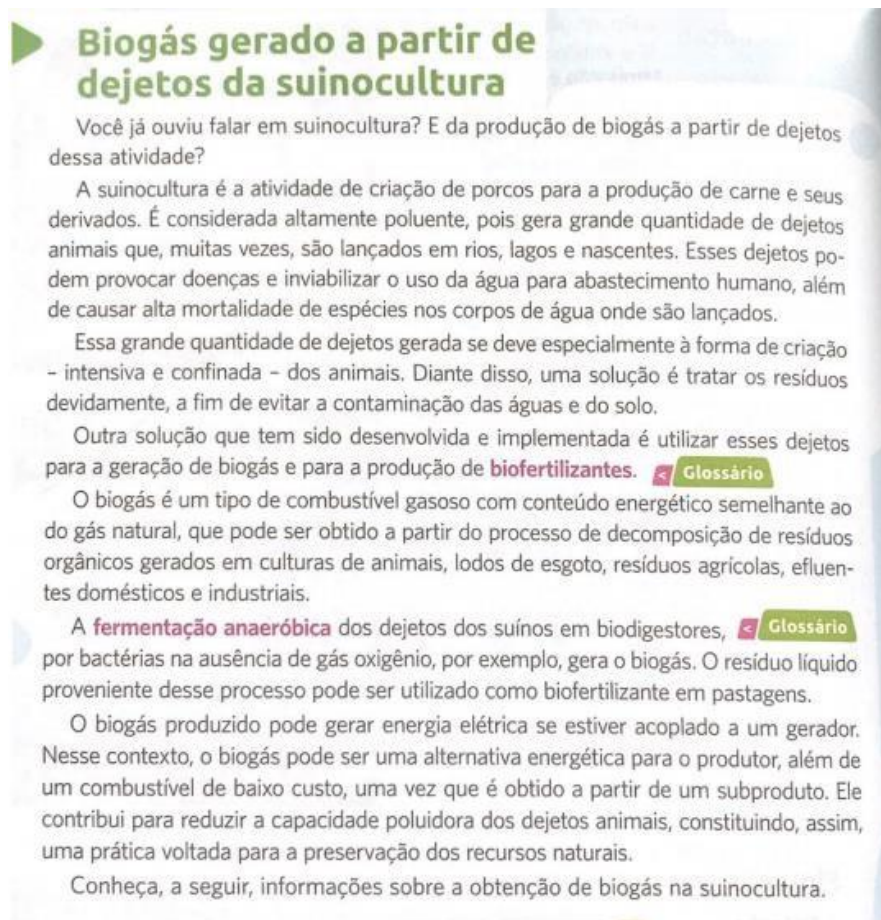 Biogás gerado a partir de
dejetos da suinocultura
Você já ouviu falar em suinocultura? E da produção de biogás a partir de dejetos
dessa atividade?
A suinocultura é a atividade de criação de porcos para a produção de carne e seus
derivados. É considerada altamente poluente, pois gera grande quantidade de dejetos
animais que, muitas vezes, são lançados em rios, lagos e nascentes. Esses dejetos po-
dem provocar doenças e inviabilizar o uso da água para abastecimento humano, além
de causar alta mortalidade de espécies nos corpos de água onde são lançados.
Essa grande quantidade de dejetos gerada se deve especialmente à forma de criação
– intensiva e confinada – dos animais. Diante disso, uma solução é tratar os resíduos
devidamente, a fim de evitar a contaminação das águas e do solo.
Outra solução que tem sido desenvolvida e implementada é utilizar esses dejetos
para a geração de biogás e para a produção de biofertilizantes. < Glossário
O biogás é um tipo de combustível gasoso com conteúdo energético semelhante ao
do gás natural, que pode ser obtido a partir do processo de decomposição de resíduos
orgânicos gerados em culturas de animais, lodos de esgoto, resíduos agrícolas, efluen-
tes domésticos e industriais.
A fermentação anaeróbica dos dejetos dos suínos em biodigestores, < Glossário
por bactérias na ausência de gás oxigênio, por exemplo, gera o biogás. O resíduo líquido
proveniente desse processo pode ser utilizado como biofertilizante em pastagens.
O biogás produzido pode gerar energia elétrica se estiver acoplado a um gerador.
Nesse contexto, o biogás pode ser uma alternativa energética para o produtor, além de
um combustível de baixo custo, uma vez que é obtido a partir de um subproduto. Ele
contribui para reduzir a capacidade poluidora dos dejetos animais, constituindo, assim,
uma prática voltada para a preservação dos recursos naturais.
Conheça, a seguir, informações sobre a obtenção de biogás na suinocultura.